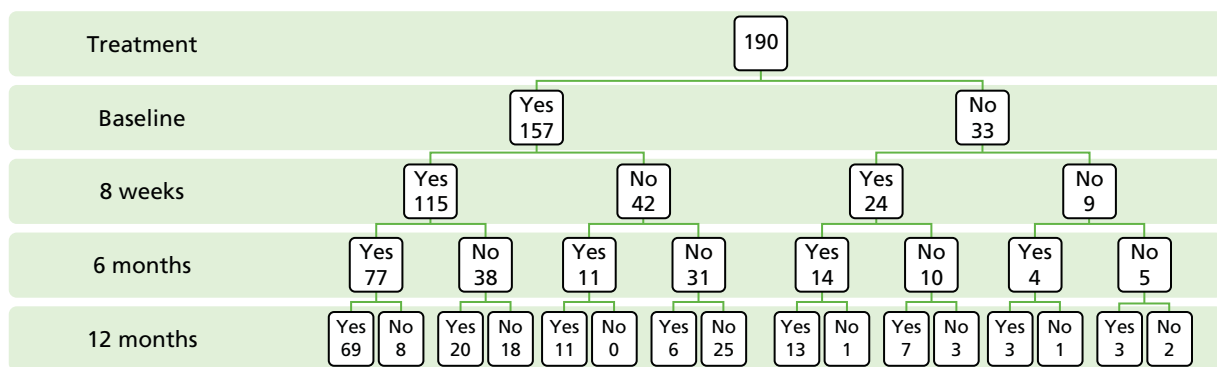 Treatment
190
Baseline
Yes
157
No
33
8 weeks
Yes
115
No
42
Yes
24
No
9
6 months
Yes
77
No
38
Yes
11
No
31
Yes
14
No
10
Yes
4
No
5
12 months
Yes
69
No
8
Yes
20
No
18
Yes
11
No
0
Yes
6
No
25
Yes
13
No
1
Yes
7
No
3
Yes
3
No
1
Yes
3
No
2